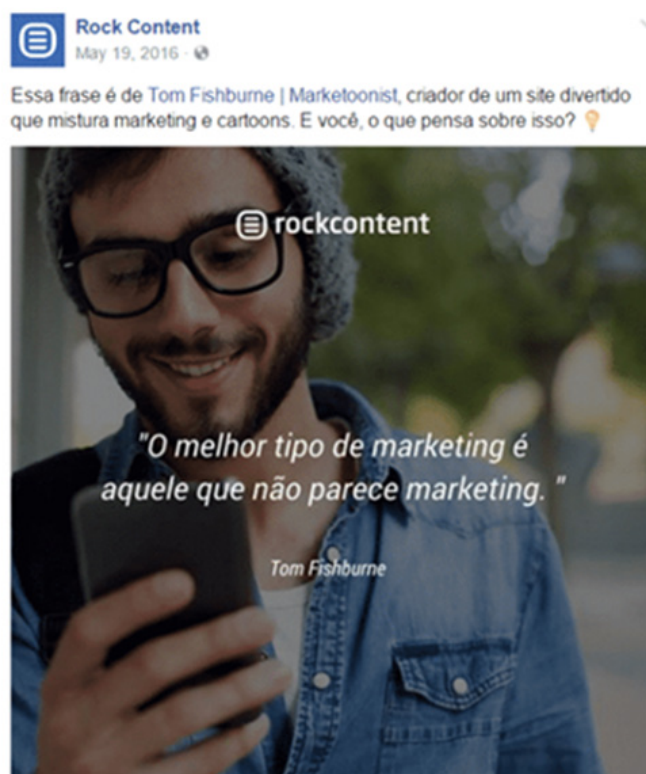 Rock Content
May 19, 2016
Essa frase é de Tom Fishburne | Marketoonist, criador de um site divertido
que mistura marketing e cartoons. E você, o que pensa sobre isso?
rockcontent
"O melhor tipo de marketing é
aquele que não parece marketing. "
Tom Fishburne